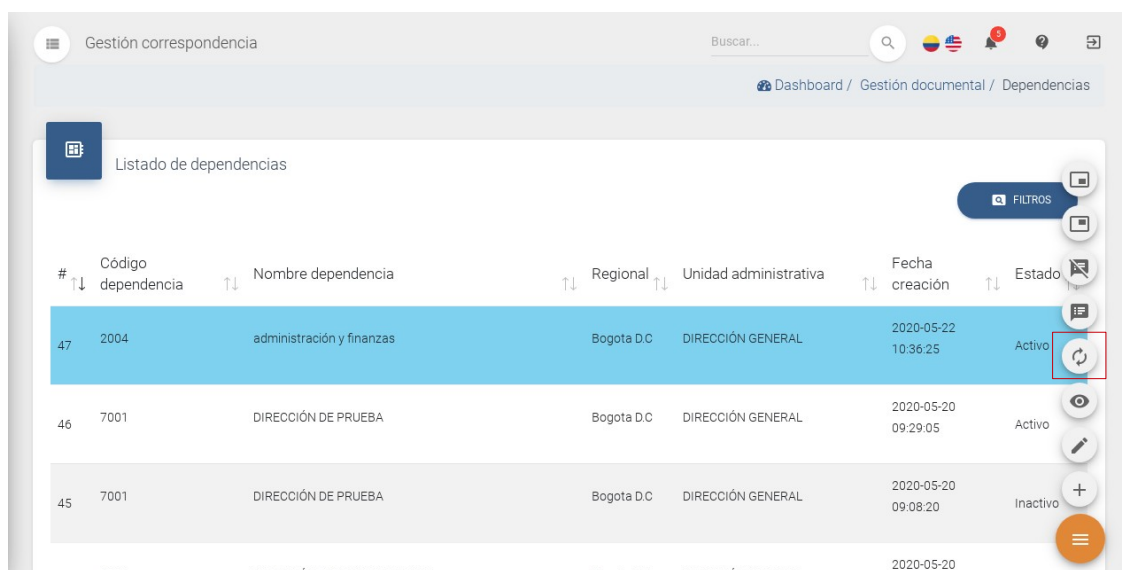 Gestión correspondencia
Buscar...
5
Dashboard / Gestión documental / Dependencias
Listado de dependencias
FILTROS
# Código dependencia Nombre dependencia Regional Unidad administrativa Fecha creación Estado
47 2004 administración y finanzas Bogota D.C DIRECCIÓN GENERAL 2020-05-22 10:36:25 Activo
46 7001 DIRECCIÓN DE PRUEBA Bogota D.C DIRECCIÓN GENERAL 2020-05-20 09:29:05 Activo
45 7001 DIRECCIÓN DE PRUEBA Bogota D.C DIRECCIÓN GENERAL 2020-05-20 09:08:20 Inactivo
2020-05-20